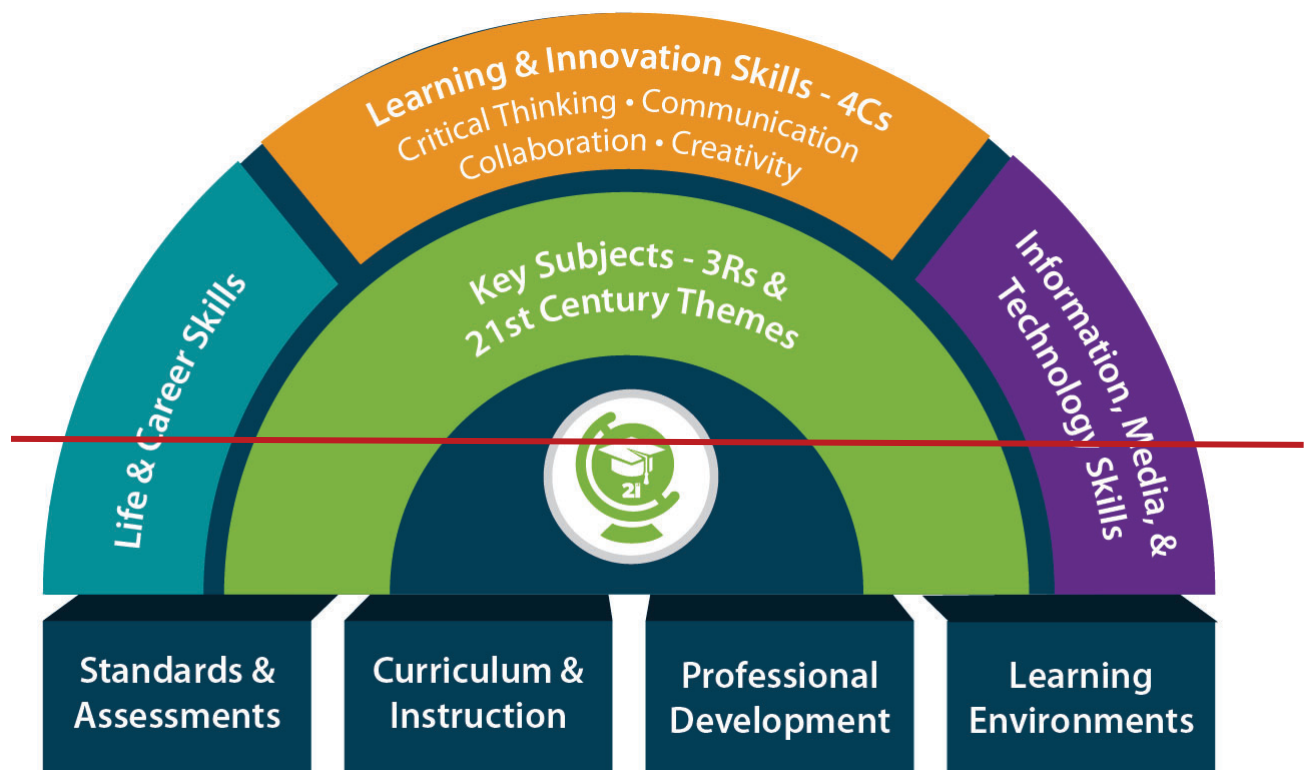 Learning & Innovation Skills - 4Cs
Critical Thinking • Communication
Collaboration • Creativity
Life & Career Skills
Key Subjects - 3Rs &
21st Century Themes
Information, Media, &
Technology Skills
21
Standards &
Assessments
Curriculum &
Instruction
Professional
Development
Learning
Environments